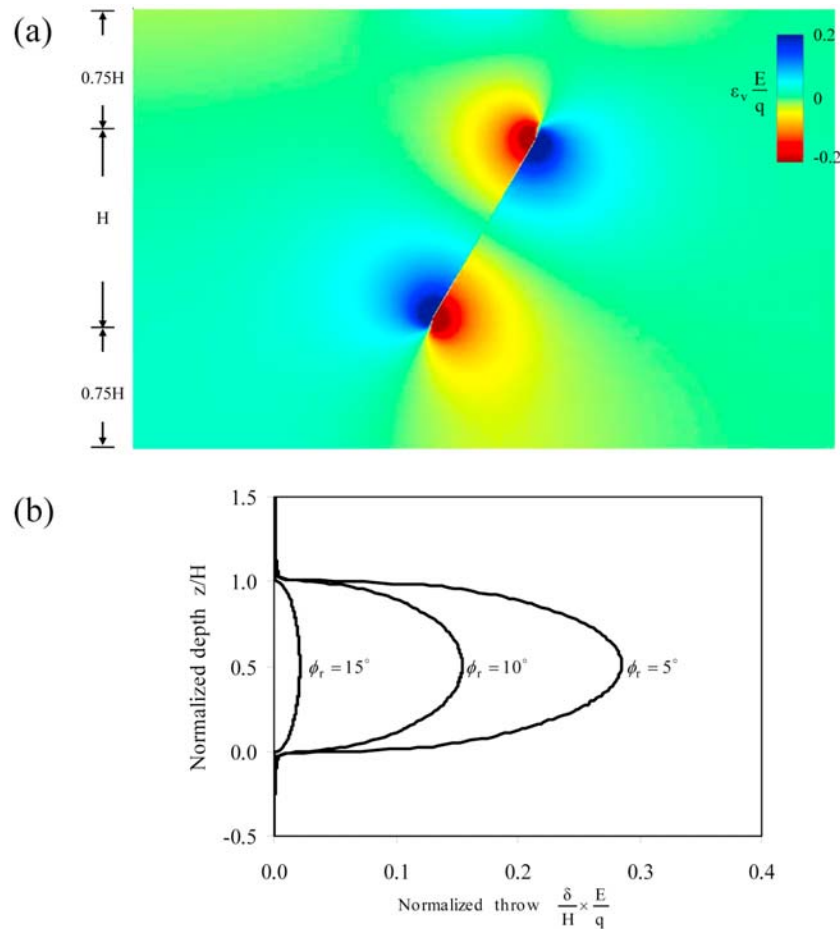 (a)
0.75H
H
0.75H
ε_v E/q
0.2
0
-0.2
(b)
Normalized depth z/H
1.5
1.0
0.5
0.0
-0.5
ϕ_r = 15°
ϕ_r = 10°
ϕ_r = 5°
0.0 0.1 0.2 0.3 0.4
Normalized throw δ/H × E/q